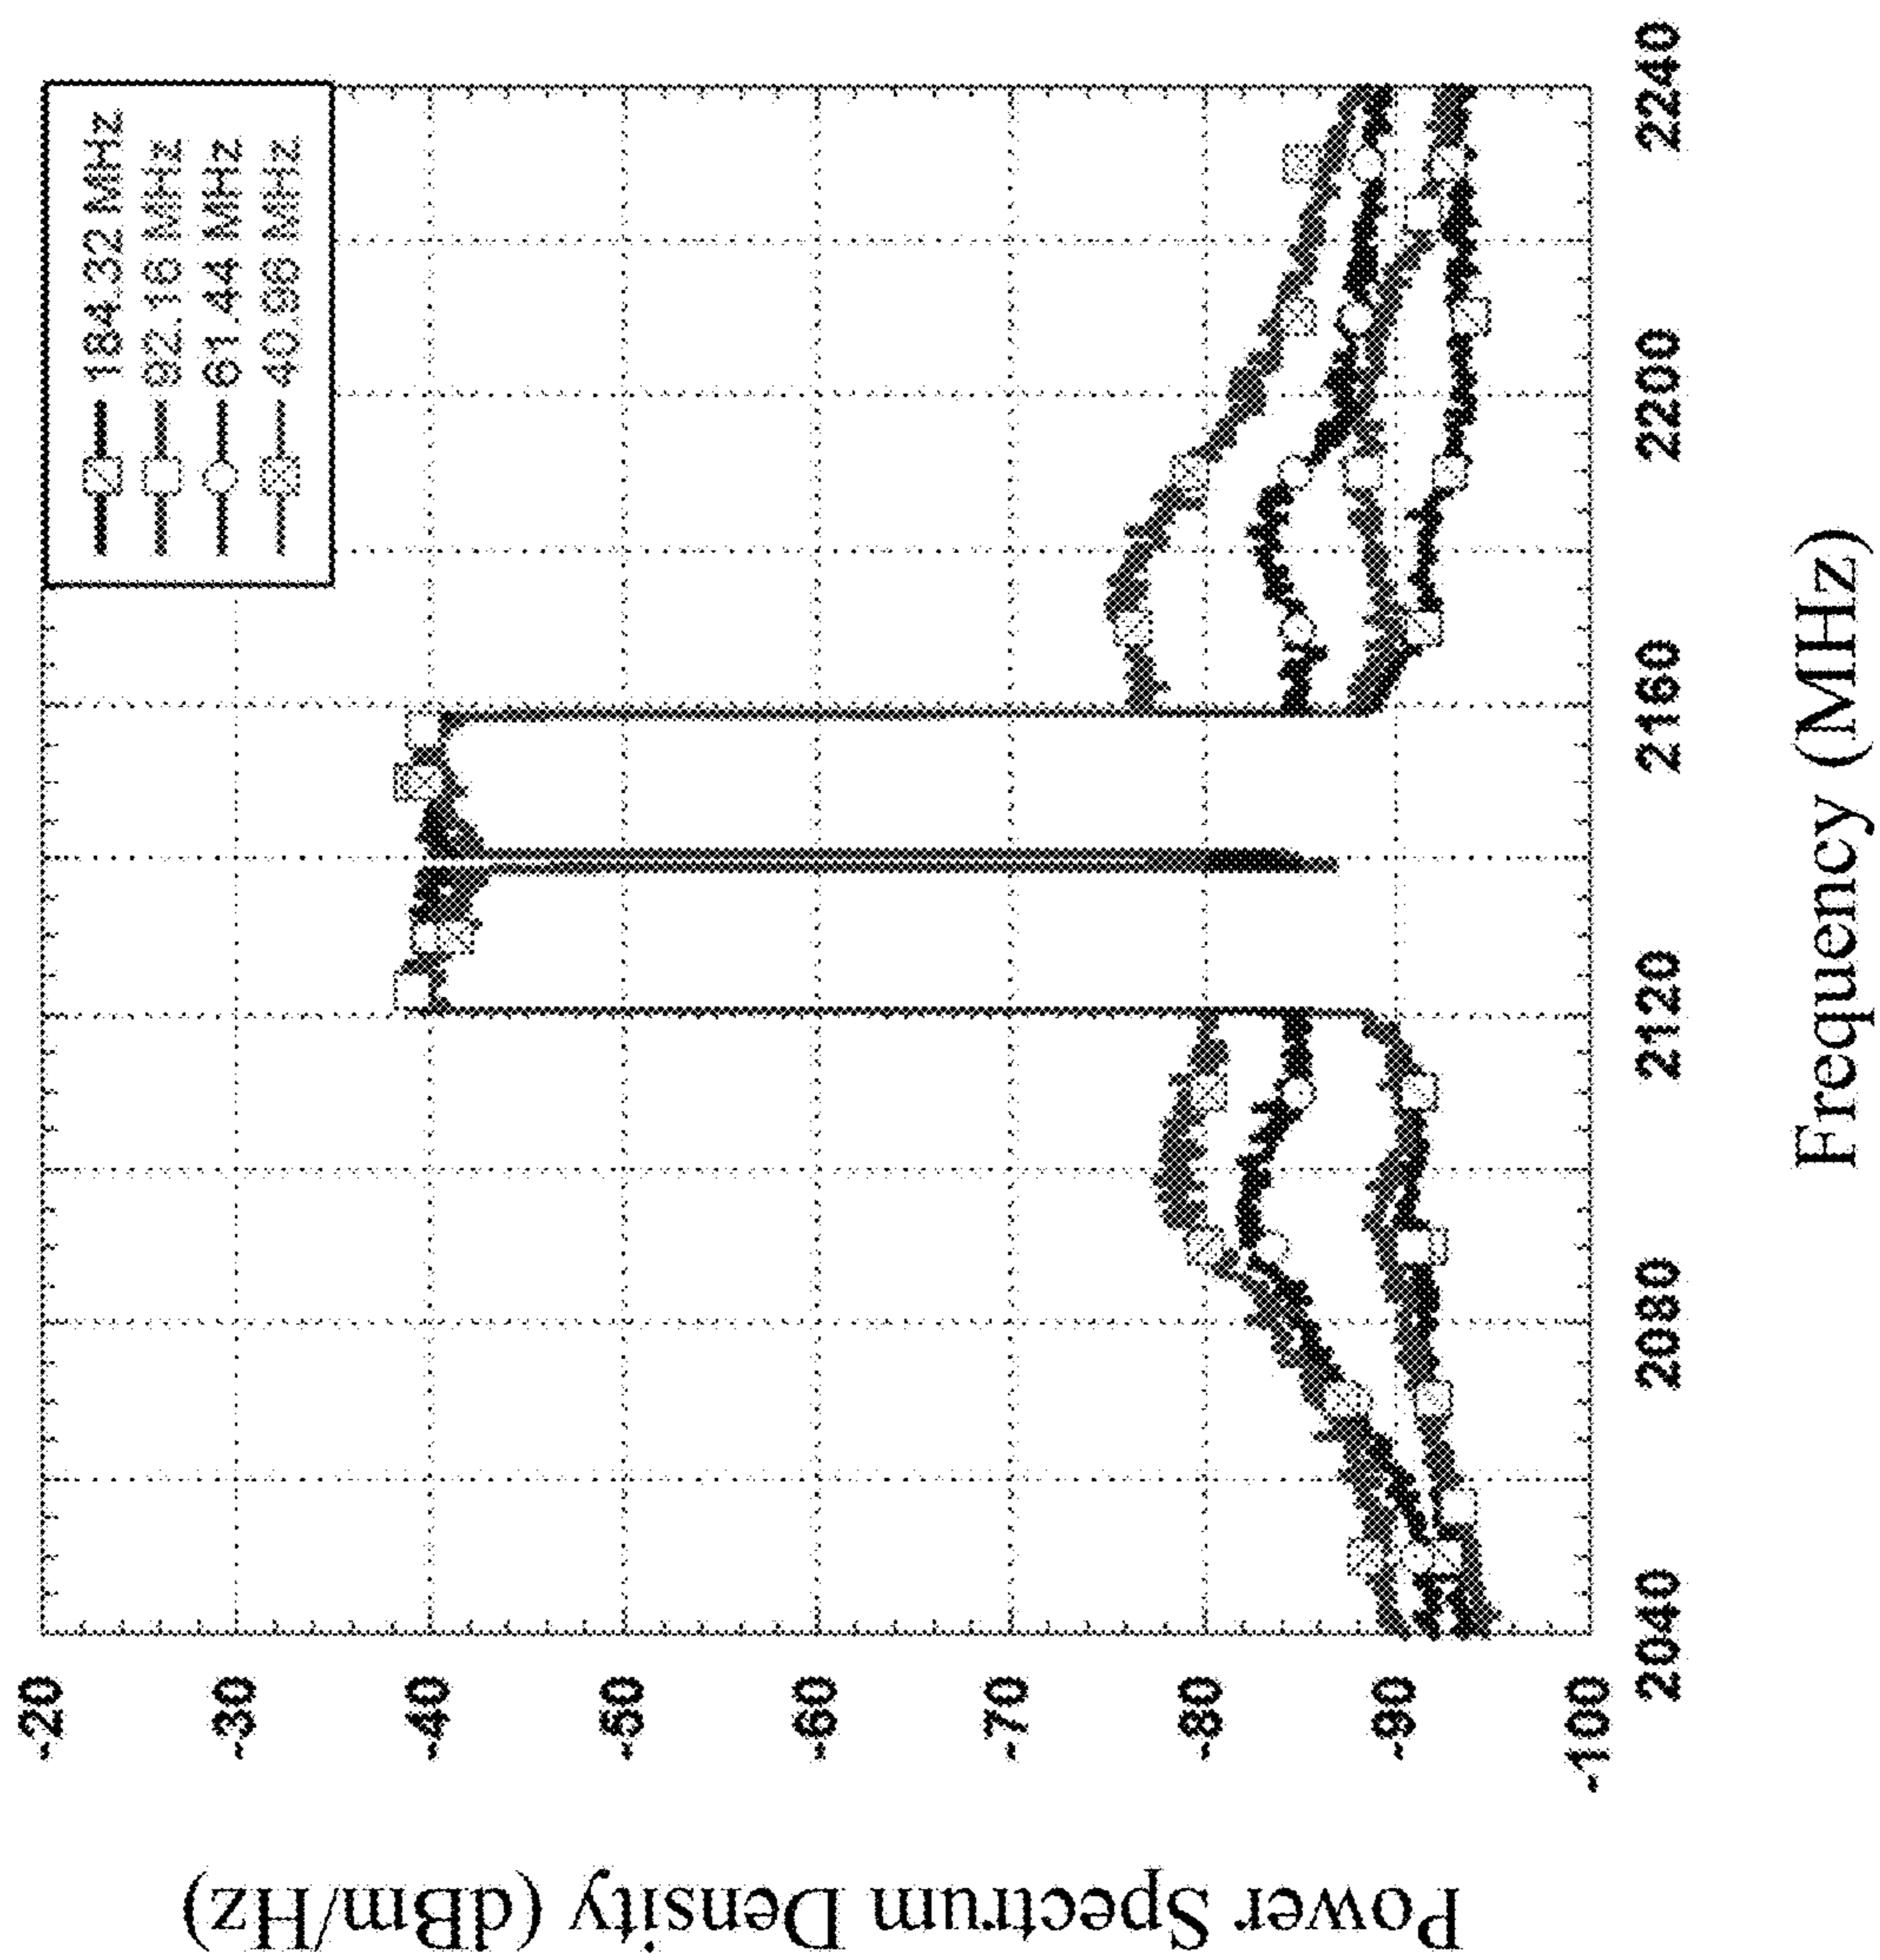 184.32 MHz
92.16 MHz
61.44 MHz
40.96 MHz
-20
-30
-40
-50
-60
-70
-80
-90
-100
2040
2080
2120
2160
2200
2240
Power Spectrum Density (dBm/Hz)
Frequency (MHz)